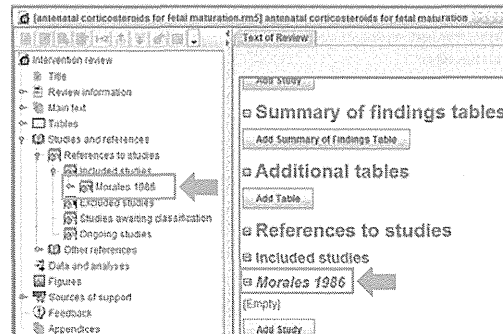 [antenatal corticosteroids for fetal maturation.rm5] antenatal corticosteroids for fetal maturation
Text of Review
Intervention review
Title
Review information
Main text
Tables
Studies and references
References to studies
Included studies
Morales 1986
Excluded studies
Studies awaiting classification
Ongoing studies
Other references
Data and analyses
Figures
Sources of support
Feedback
Appendices
Add Study
Summary of findings tables
Add Summary of Findings Table
Additional tables
Add Table
References to studies
Included studies
Morales 1986
[Empty]
Add Study